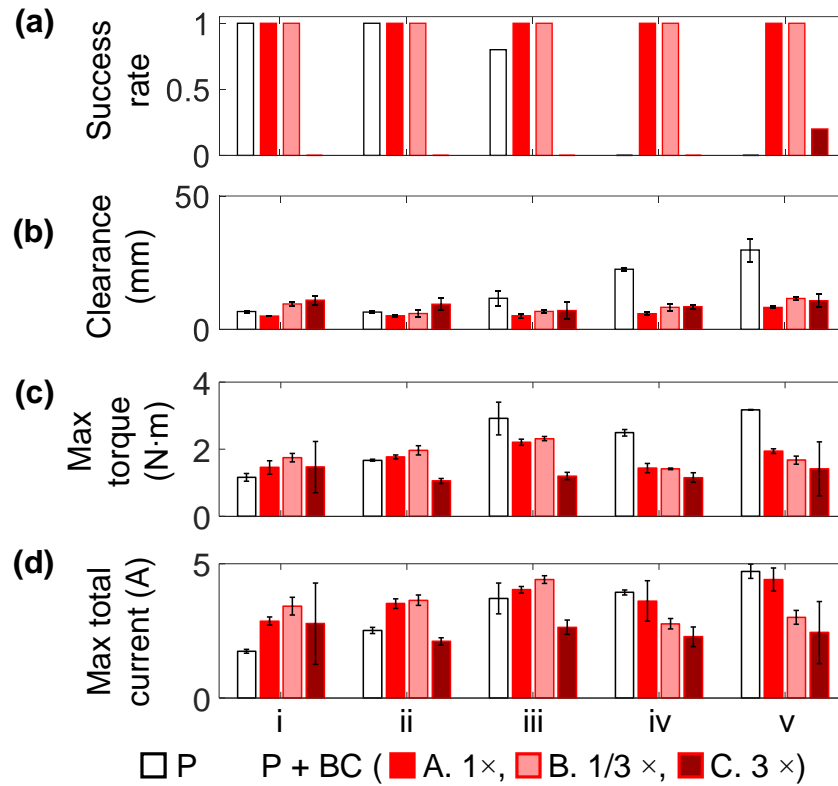 (a)
Success
rate
1
0.5
0
(b)
Clearance
(mm)
50
0
(c)
Max
torque
(N·m)
4
2
0
(d)
Max total
current (A)
5
0
i ii iii iv v
P P + BC ( A. 1×, B. 1/3 ×, C. 3 ×)